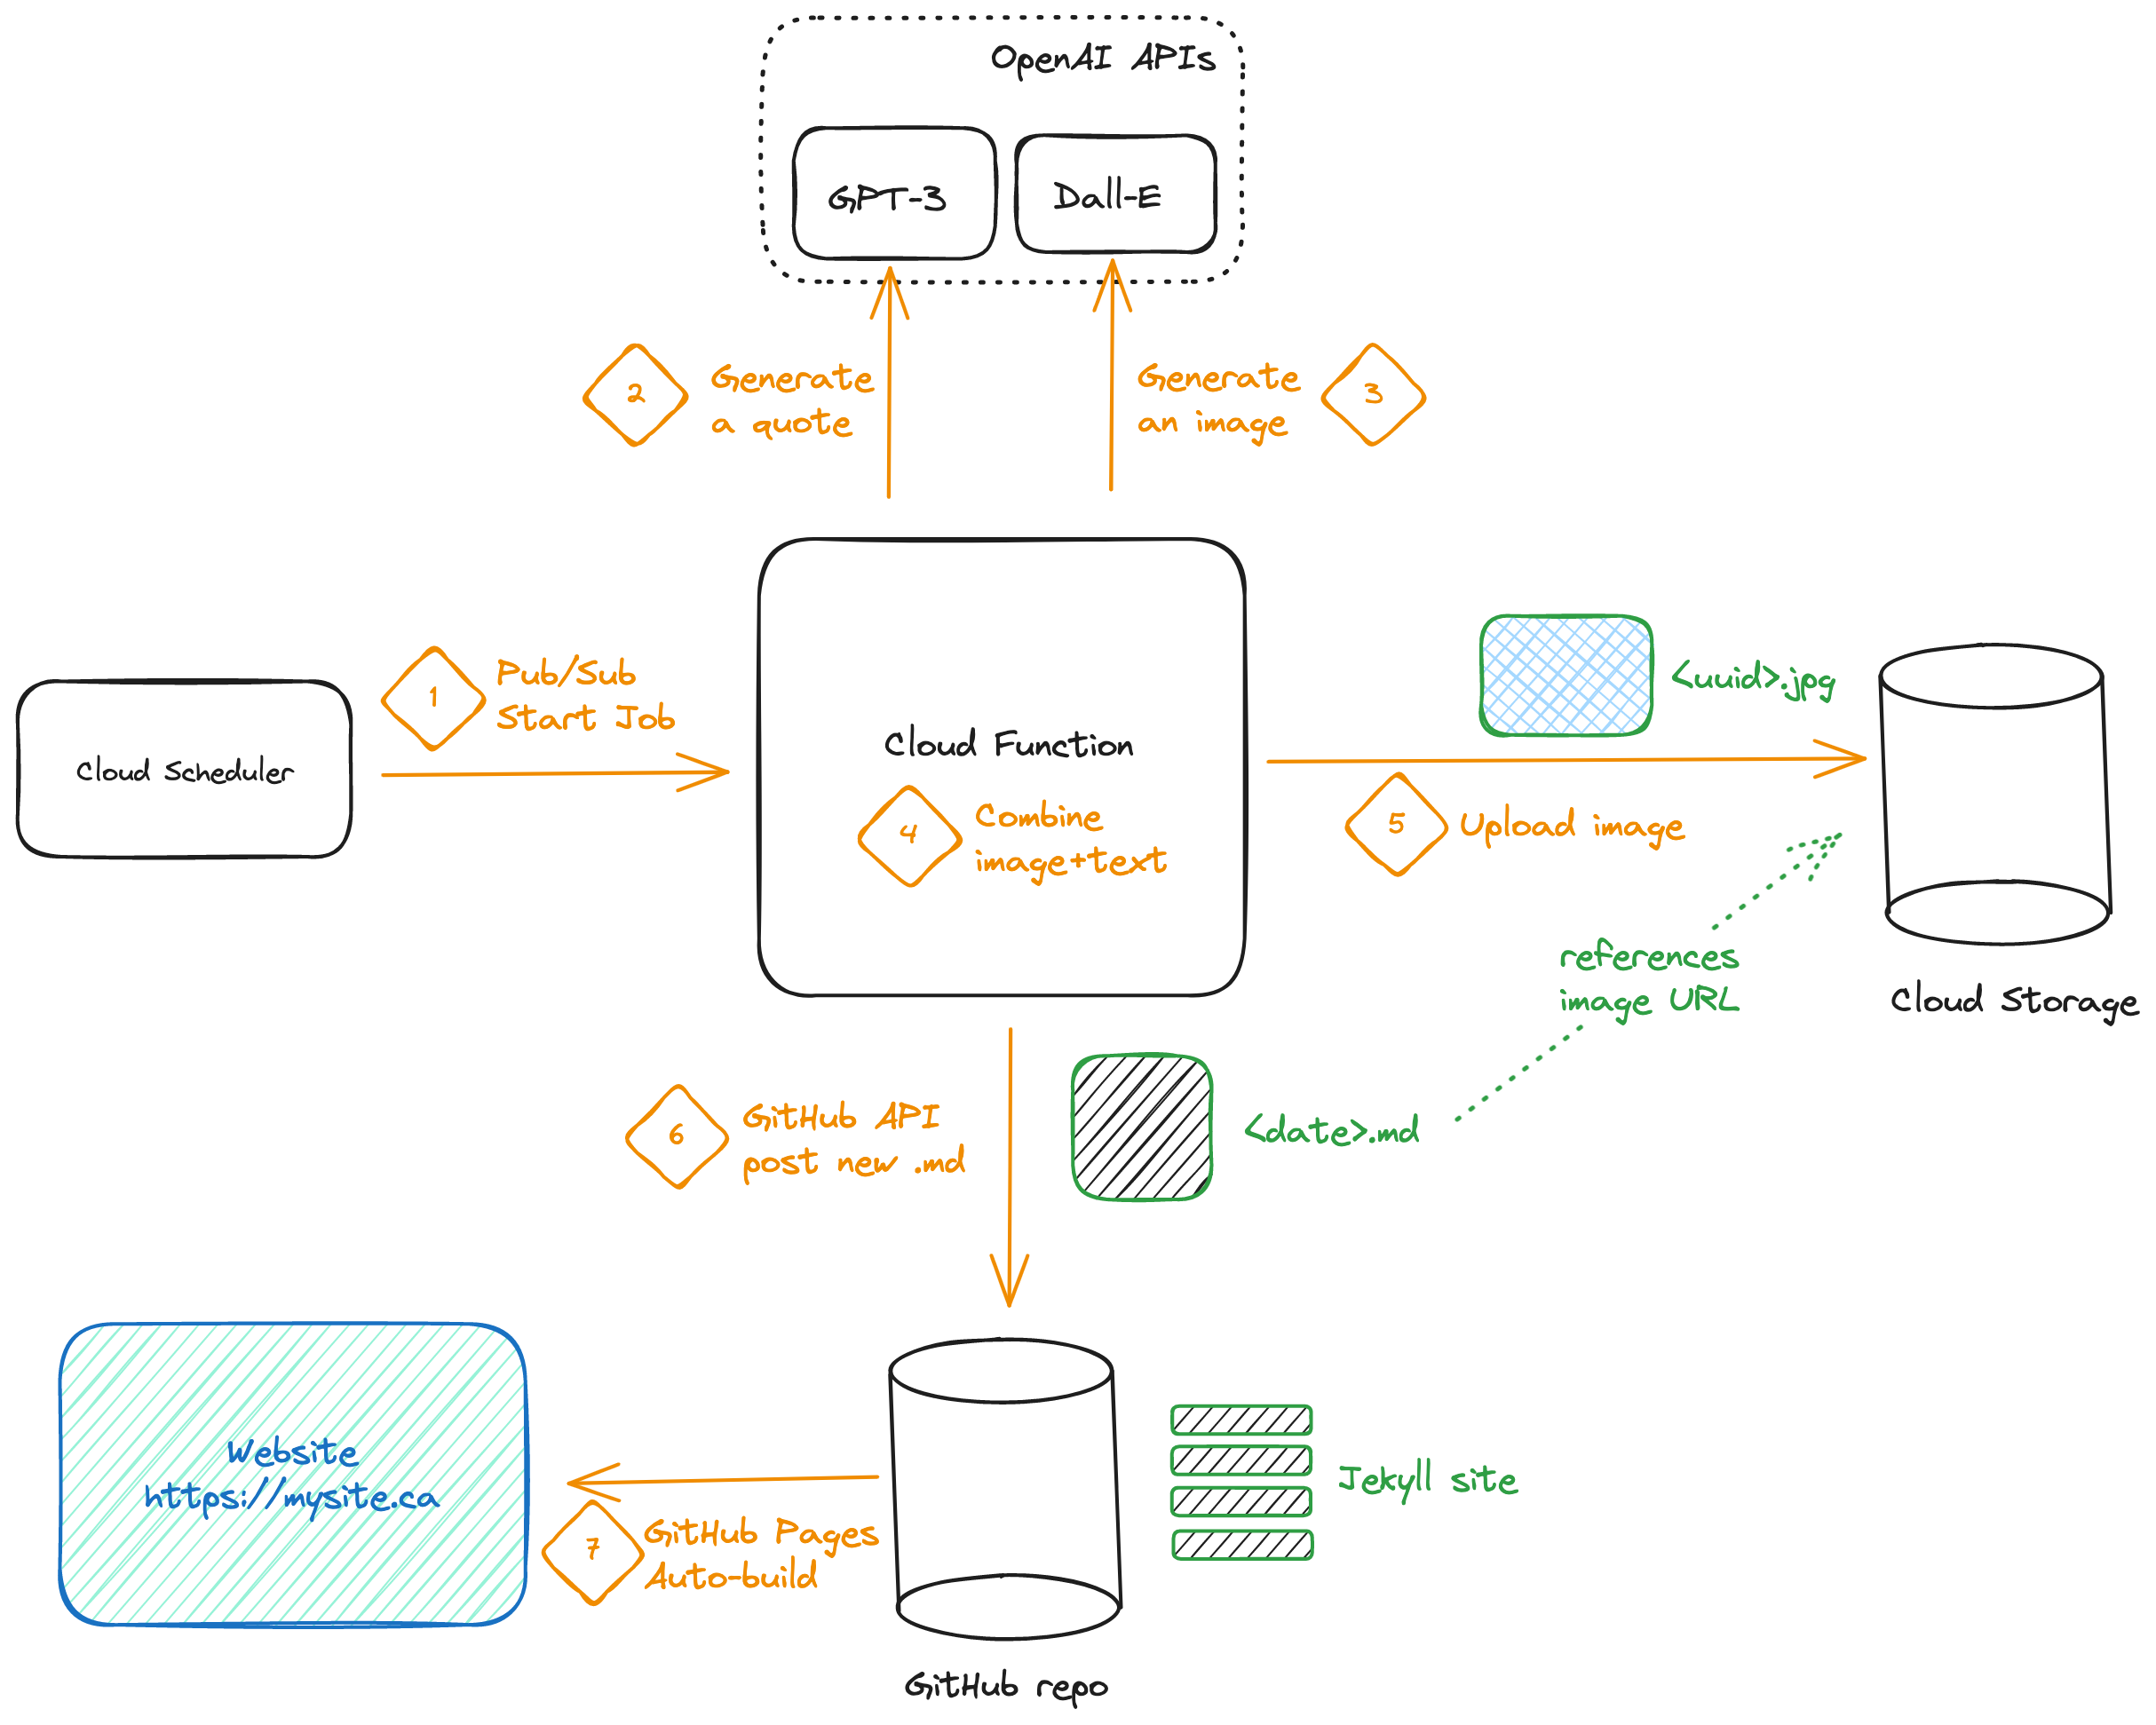 OpenAI APIs
GPT-3
Dall-E
2
Generate
a quote
Generate
an image
3
1
Pub/Sub
Start Job
Cloud Scheduler
Cloud Function
4
Combine
image+text
<uuid>.jpg
5
Upload image
references
image URL
Cloud Storage
6
GitHub API
post new .md
<date>.md
Website
https://mysite.ca
7
GitHub Pages
Auto-build
Jekyll site
GitHub repo